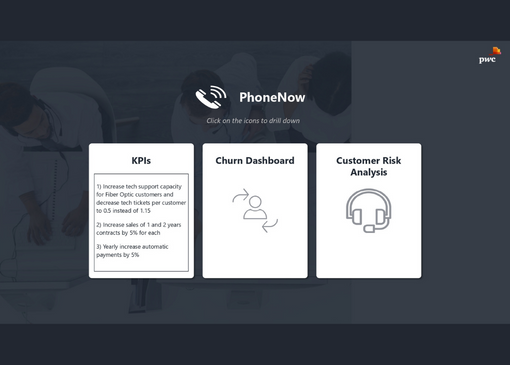 pwc
PhoneNow
Click on the icons to drill down
KPIs
1) Increase tech support capacity
for Fiber Optic customers and
decrease tech tickets per customer
to 0.5 instead of 1.15
2) Increase sales of 1 and 2 years
contracts by 5% for each
3) Yearly increase automatic
payments by 5%
Churn Dashboard
Customer Risk
Analysis